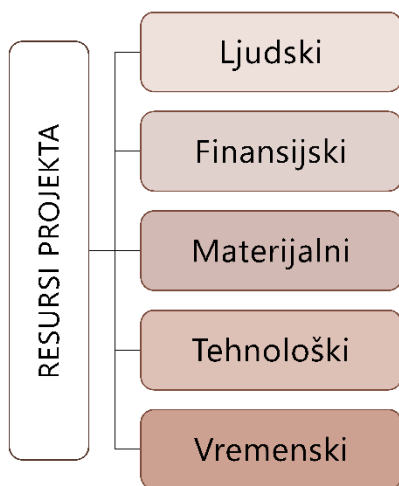 RESURSI PROJEKTA
Ljudski
Finansijski
Materijalni
Tehnološki
Vremenski